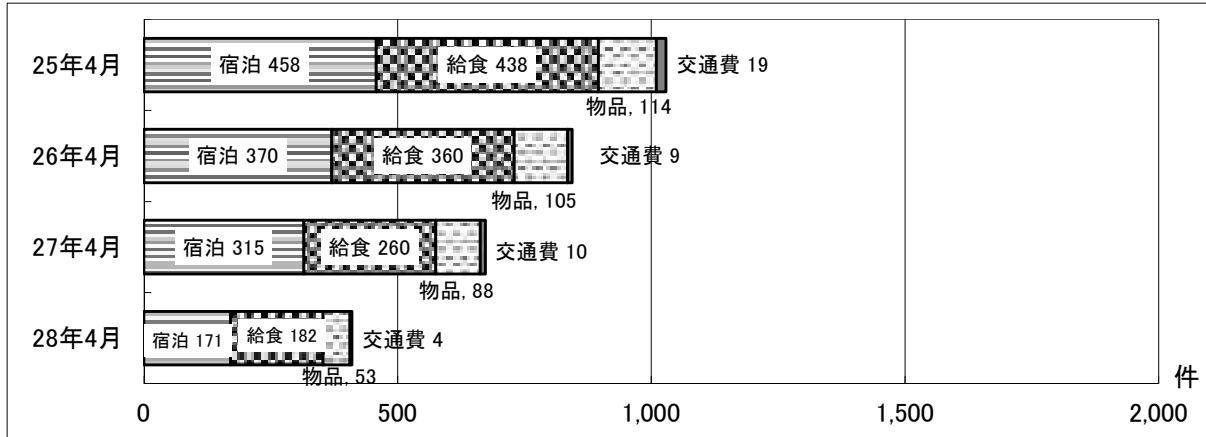 25年4月
宿泊 458
給食 438
交通費 19
物品, 114
26年4月
宿泊 370
給食 360
交通費 9
物品, 105
27年4月
宿泊 315
給食 260
交通費 10
物品, 88
28年4月
宿泊 171
給食 182
交通費 4
物品, 53
件
0
500
1,000
1,500
2,000